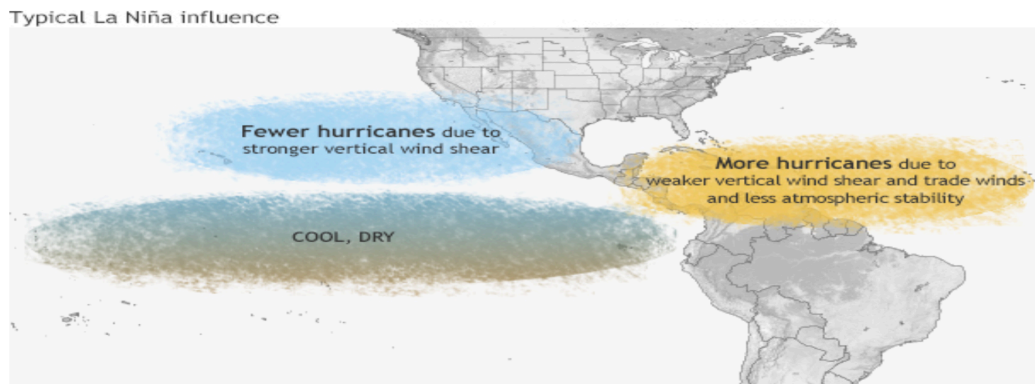 Typical La Niña influence
Fewer hurricanes due to
stronger vertical wind shear
More hurricanes due to
weaker vertical wind shear and trade winds
and less atmospheric stability
COOL, DRY